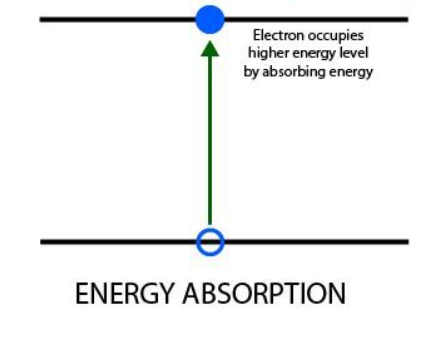 Electron occupies
higher energy level
by absorbing energy
ENERGY ABSORPTION